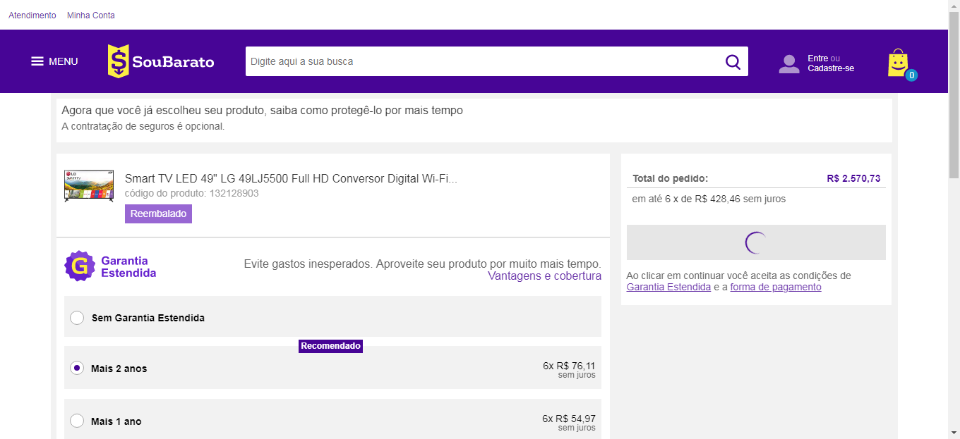 Atendimento Minha Conta
MENU SouBarato Digite aqui a sua busca Entre ou
Cadastre-se
0
Agora que você já escolheu seu produto, saiba como protegê-lo por mais tempo
A contratação de seguros é opcional.
Smart TV LED 49" LG 49LJ5500 Full HD Conversor Digital Wi-Fi...
código do produto: 132128903
Reembalado
Garantia
Estendida
Evite gastos inesperados. Aproveite seu produto por muito mais tempo.
Vantagens e cobertura
Sem Garantia Estendida
Recomendado
Mais 2 anos 6x R$ 76,11
sem juros
Mais 1 ano 6x R$ 54,97
sem juros
Total do pedido: R$ 2.570,73
em até 6 x de R$ 428,46 sem juros
Ao clicar em continuar você aceita as condições de
Garantia Estendida e a forma de pagamento